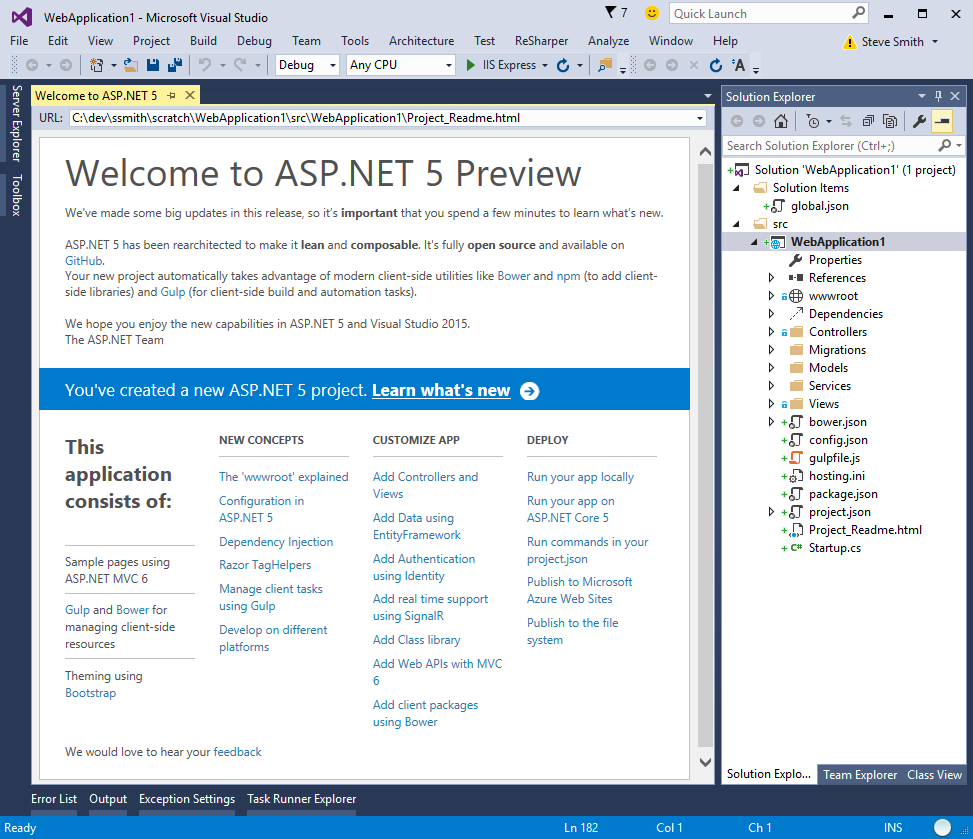 WebApplication1 - Microsoft Visual Studio
7
Quick Launch
File Edit View Project Build Debug Team Tools Architecture Test ReSharper Analyze Window Help
Steve Smith
Debug
Any CPU
IIS Express
Server Explorer
Toolbox
Welcome to ASP.NET 5
URL: C:\dev\ssmith\scratch\WebApplication1\src\WebApplication1\Project_Readme.html
Welcome to ASP.NET 5 Preview
We've made some big updates in this release, so it's important that you spend a few minutes to learn what's new.
ASP.NET 5 has been rearchitected to make it lean and composable. It's fully open source and available on
GitHub.
Your new project automatically takes advantage of modern client-side utilities like Bower and npm (to add client-
side libraries) and Gulp (for client-side build and automation tasks).
We hope you enjoy the new capabilities in ASP.NET 5 and Visual Studio 2015.
The ASP.NET Team
You've created a new ASP.NET 5 project. Learn what's new
This
application
consists of:
Sample pages using
ASP.NET MVC 6
Gulp and Bower for
managing client-side
resources
Theming using
Bootstrap
NEW CONCEPTS
The 'wwwroot' explained
Configuration in
ASP.NET 5
Dependency Injection
Razor TagHelpers
Manage client tasks
using Gulp
Develop on different
platforms
CUSTOMIZE APP
Add Controllers and
Views
Add Data using
EntityFramework
Add Authentication
using Identity
Add real time support
using SignalR
Add Class library
Add Web APIs with MVC
6
Add client packages
using Bower
DEPLOY
Run your app locally
Run your app on
ASP.NET Core 5
Run commands in your
project.json
Publish to Microsoft
Azure Web Sites
Publish to the file
system
We would love to hear your feedback
Solution Explorer
Search Solution Explorer (Ctrl+;)
Solution 'WebApplication1' (1 project)
Solution Items
global.json
src
WebApplication1
Properties
References
wwwroot
Dependencies
Controllers
Migrations
Models
Services
Views
bower.json
config.json
gulpfile.js
hosting.ini
package.json
project.json
Project_Readme.html
C# Startup.cs
Solution Explo... Team Explorer Class View
Error List Output Exception Settings Task Runner Explorer
Ready Ln 182 Col 1 Ch 1 INS